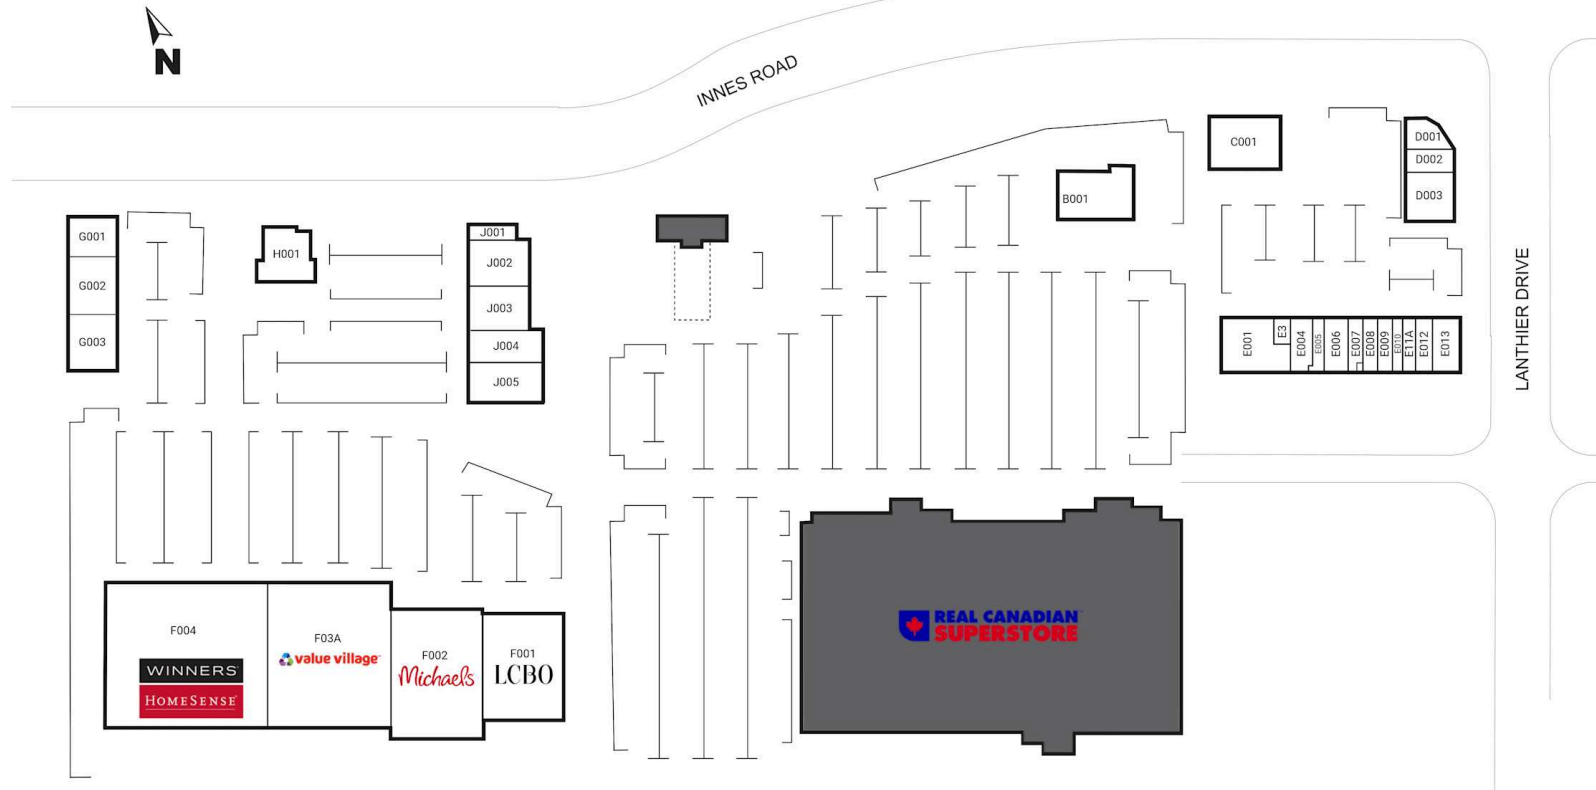 N
INNES ROAD
LANTHIER DRIVE
G001
G002
G003
H001
J001
J002
J003
J004
J005
B001
C001
D001
D002
D003
E001
E3
E004
E005
E006
E007
E008
E009
E010
E11A
E012
E013
F004
WINNERS
HOMESENSE
F03A
value village
F002
Michaels
F001
LCBO
REAL CANADIAN
SUPERSTORE